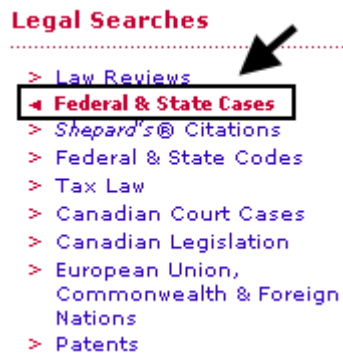 Legal Searches
> Law Reviews
◄ Federal & State Cases
> Shepard's® Citations
> Federal & State Codes
> Tax Law
> Canadian Court Cases
> Canadian Legislation
> European Union,
Commonwealth & Foreign
Nations
> Patents